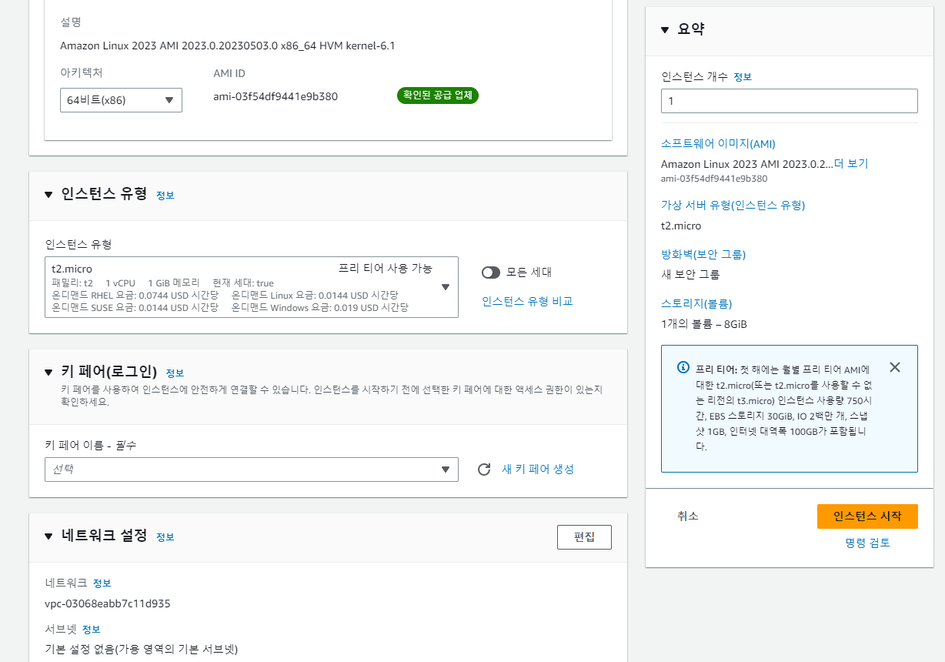 설명
Amazon Linux 2023 AMI 2023.0.20230503.0 x86_64 HVM kernel-6.1
아키텍처
AMI ID
64비트(x86)
ami-03f54df9441e9b380
확인된 공급 업체
인스턴스 유형 정보
인스턴스 유형
t2.micro
프리 티어 사용 가능
패밀리: t2 1 vCPU 1 GiB 메모리 현재 세대: true
온디맨드 RHEL 요금: 0.0744 USD 시간당 온디맨드 Linux 요금: 0.0144 USD 시간당
온디맨드 SUSE 요금: 0.0144 USD 시간당 온디맨드 Windows 요금: 0.019 USD 시간당
모든 세대
인스턴스 유형 비교
키 페어(로그인) 정보
키 페어를 사용하여 인스턴스에 안전하게 연결할 수 있습니다. 인스턴스를 시작하기 전에 선택한 키 페어에 대한 액세스 권한이 있는지
확인하세요.
키 페어 이름 - 필수
선택
새 키 페어 생성
네트워크 설정 정보
편집
네트워크 정보
vpc-03068eabb7c11d935
서브넷 정보
기본 설정 없음(가용 영역의 기본 서브넷)
요약
인스턴스 개수 정보
1
소프트웨어 이미지(AMI)
Amazon Linux 2023 AMI 2023.0.2...더 보기
ami-03f54df9441e9b380
가상 서버 유형(인스턴스 유형)
t2.micro
방화벽(보안 그룹)
새 보안 그룹
스토리지(볼륨)
1개의 볼륨 – 8GiB
프리 티어: 첫 해에는 월별 프리 티어 AMI에
대한 t2.micro(또는 t2.micro를 사용할 수 없
는 리전의 t3.micro) 인스턴스 사용량 750시
간, EBS 스토리지 30GiB, IO 2백만 개, 스냅
샷 1GB, 인터넷 대역폭 100GB가 포함됩니
다.
취소
인스턴스 시작
명령 검토